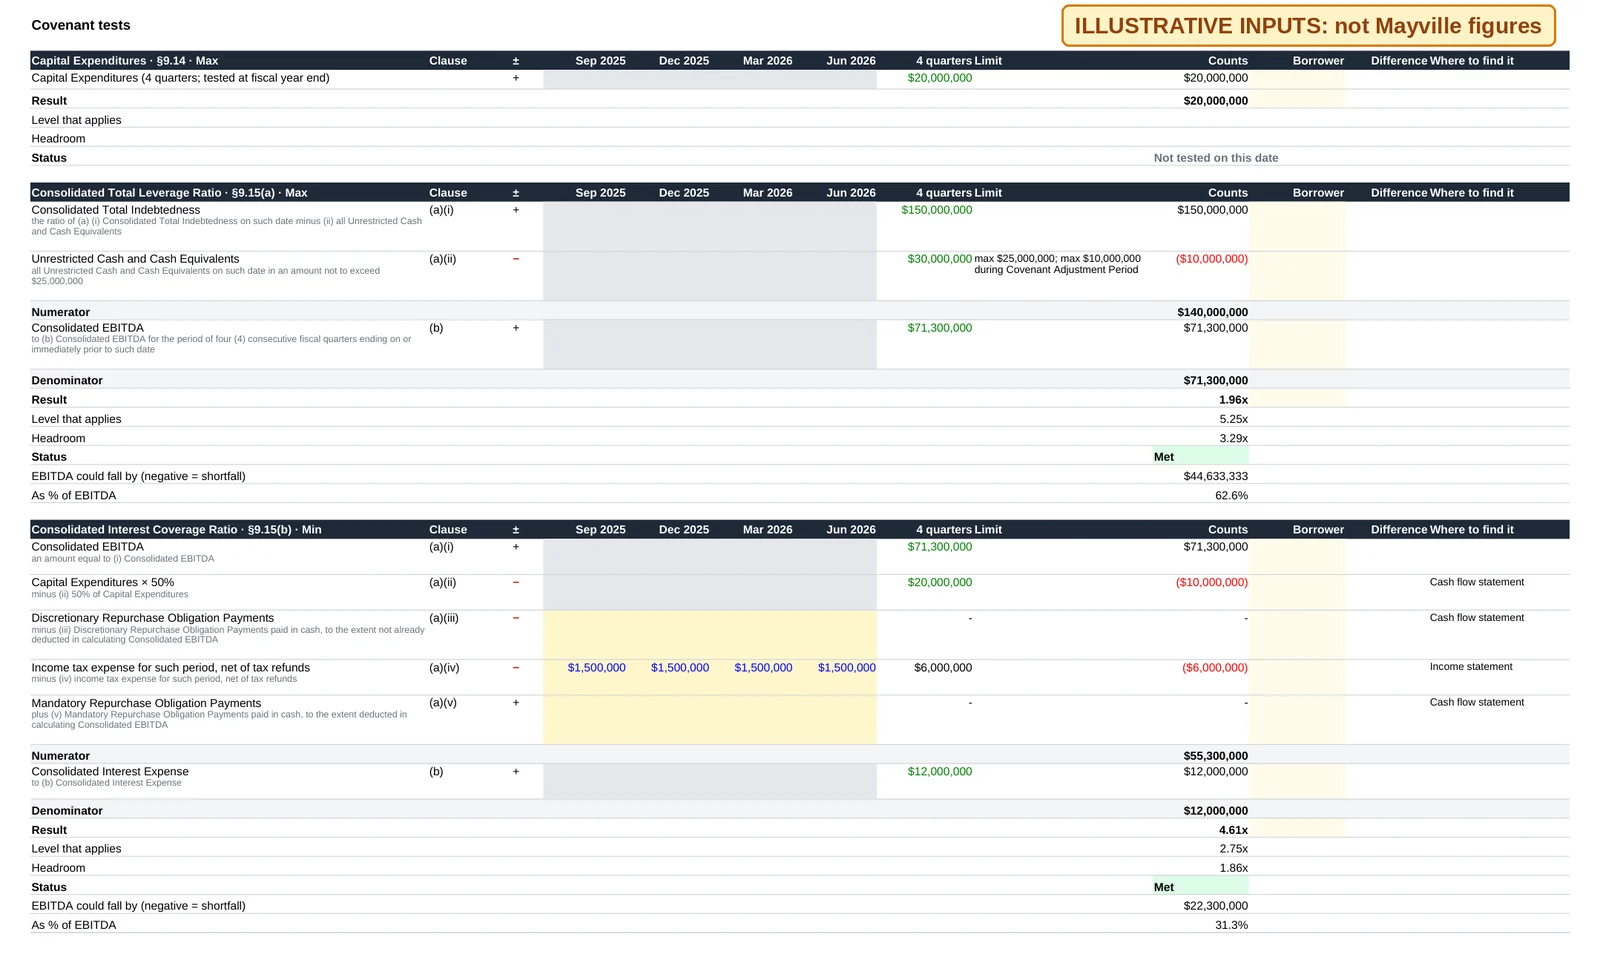 Covenant tests
ILLUSTRATIVE INPUTS: not Mayville figures
Capital Expenditures · §9.14 · Max Clause ± Sep 2025 Dec 2025 Mar 2026 Jun 2026 4 quarters Limit Counts Borrower Difference Where to find it
Capital Expenditures (4 quarters; tested at fiscal year end) + $20,000,000 $20,000,000
Result $20,000,000
Level that applies
Headroom
Status Not tested on this date
Consolidated Total Leverage Ratio · §9.15(a) · Max Clause ± Sep 2025 Dec 2025 Mar 2026 Jun 2026 4 quarters Limit Counts Borrower Difference Where to find it
Consolidated Total Indebtedness (a)(i) + $150,000,000 $150,000,000
the ratio of (a) (i) Consolidated Total Indebtedness on such date minus (ii) all Unrestricted Cash
and Cash Equivalents
Unrestricted Cash and Cash Equivalents (a)(ii) − $30,000,000 max $25,000,000; max $10,000,000 ($10,000,000)
all Unrestricted Cash and Cash Equivalents on such date in an amount not to exceed during Covenant Adjustment Period
$25,000,000
Numerator $140,000,000
Consolidated EBITDA (b) + $71,300,000 $71,300,000
to (b) Consolidated EBITDA for the period of four (4) consecutive fiscal quarters ending on or
immediately prior to such date
Denominator $71,300,000
Result 1.96x
Level that applies 5.25x
Headroom 3.29x
Status Met
EBITDA could fall by (negative = shortfall) $44,633,333
As % of EBITDA 62.6%
Consolidated Interest Coverage Ratio · §9.15(b) · Min Clause ± Sep 2025 Dec 2025 Mar 2026 Jun 2026 4 quarters Limit Counts Borrower Difference Where to find it
Consolidated EBITDA (a)(i) + $71,300,000 $71,300,000
an amount equal to (i) Consolidated EBITDA
Capital Expenditures × 50% (a)(ii) − $20,000,000 ($10,000,000) Cash flow statement
minus (ii) 50% of Capital Expenditures
Discretionary Repurchase Obligation Payments (a)(iii) − - - Cash flow statement
minus (iii) Discretionary Repurchase Obligation Payments paid in cash, to the extent not already
deducted in calculating Consolidated EBITDA
Income tax expense for such period, net of tax refunds (a)(iv) − $1,500,000 $1,500,000 $1,500,000 $1,500,000 $6,000,000 ($6,000,000) Income statement
minus (iv) income tax expense for such period, net of tax refunds
Mandatory Repurchase Obligation Payments (a)(v) + - - Cash flow statement
plus (v) Mandatory Repurchase Obligation Payments paid in cash, to the extent deducted in
calculating Consolidated EBITDA
Numerator $55,300,000
Consolidated Interest Expense (b) + $12,000,000 $12,000,000
to (b) Consolidated Interest Expense
Denominator $12,000,000
Result 4.61x
Level that applies 2.75x
Headroom 1.86x
Status Met
EBITDA could fall by (negative = shortfall) $22,300,000
As % of EBITDA 31.3%